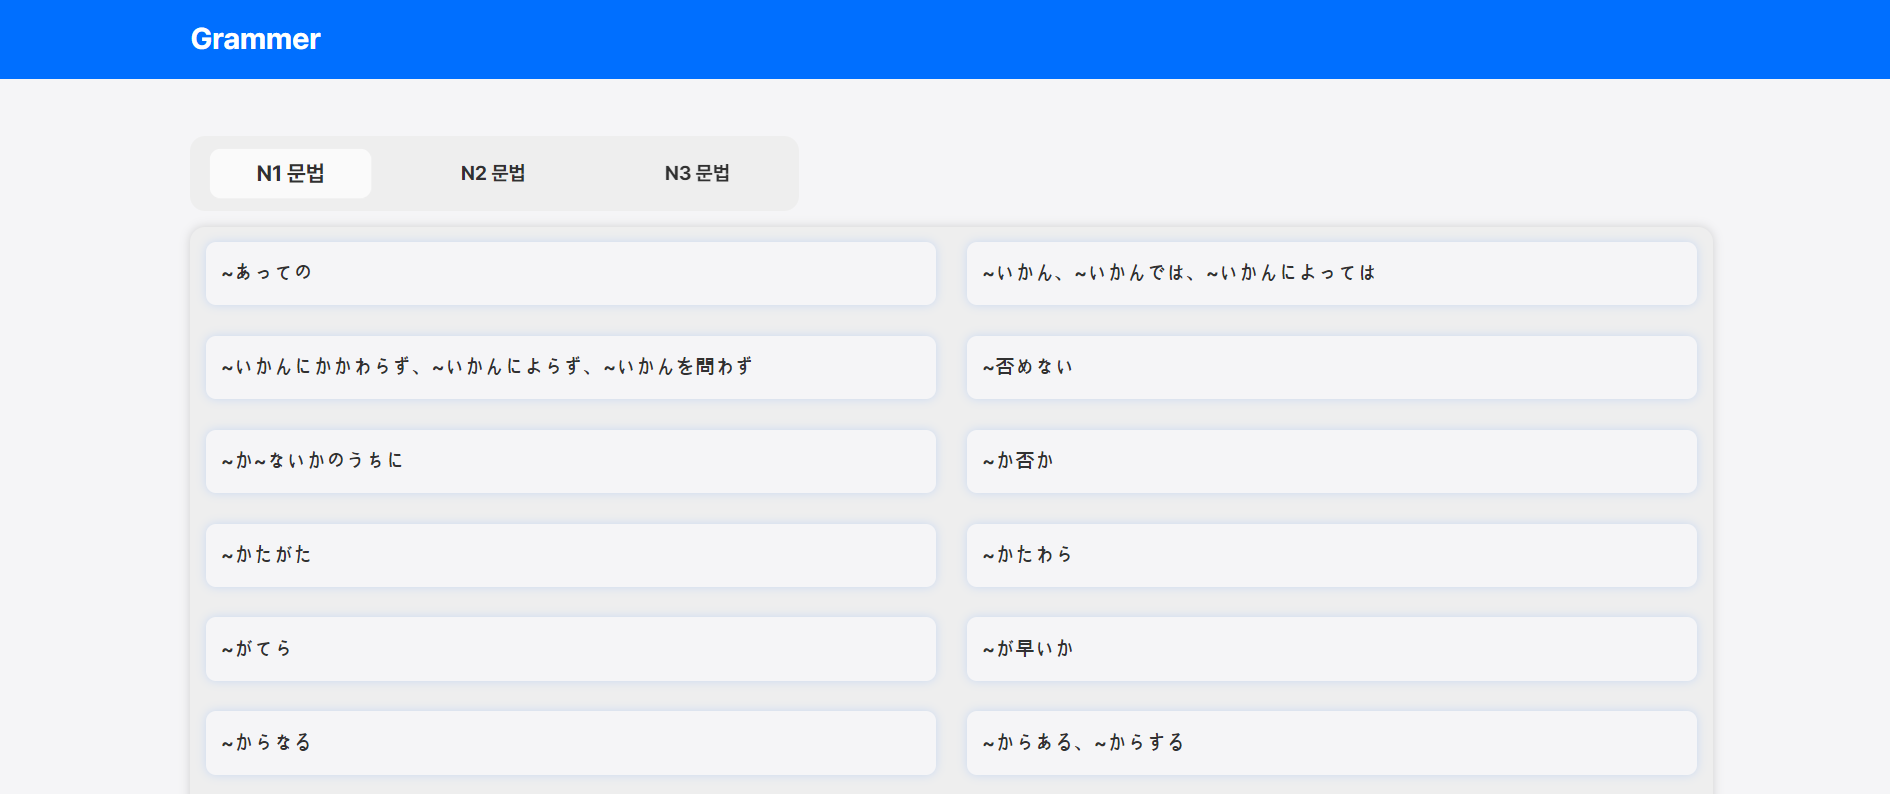 Grammer
N1 문법
N2 문법
N3 문법
~あっての
~いかん、~いかんでは、~いかんによっては
~いかんにかかわらず、~いかんによらず、~いかんを問わず
~否めない
~か~ないかのうちに
~か否か
~かたがた
~かたわら
~がてら
~が早いか
~からなる
~からある、~からする